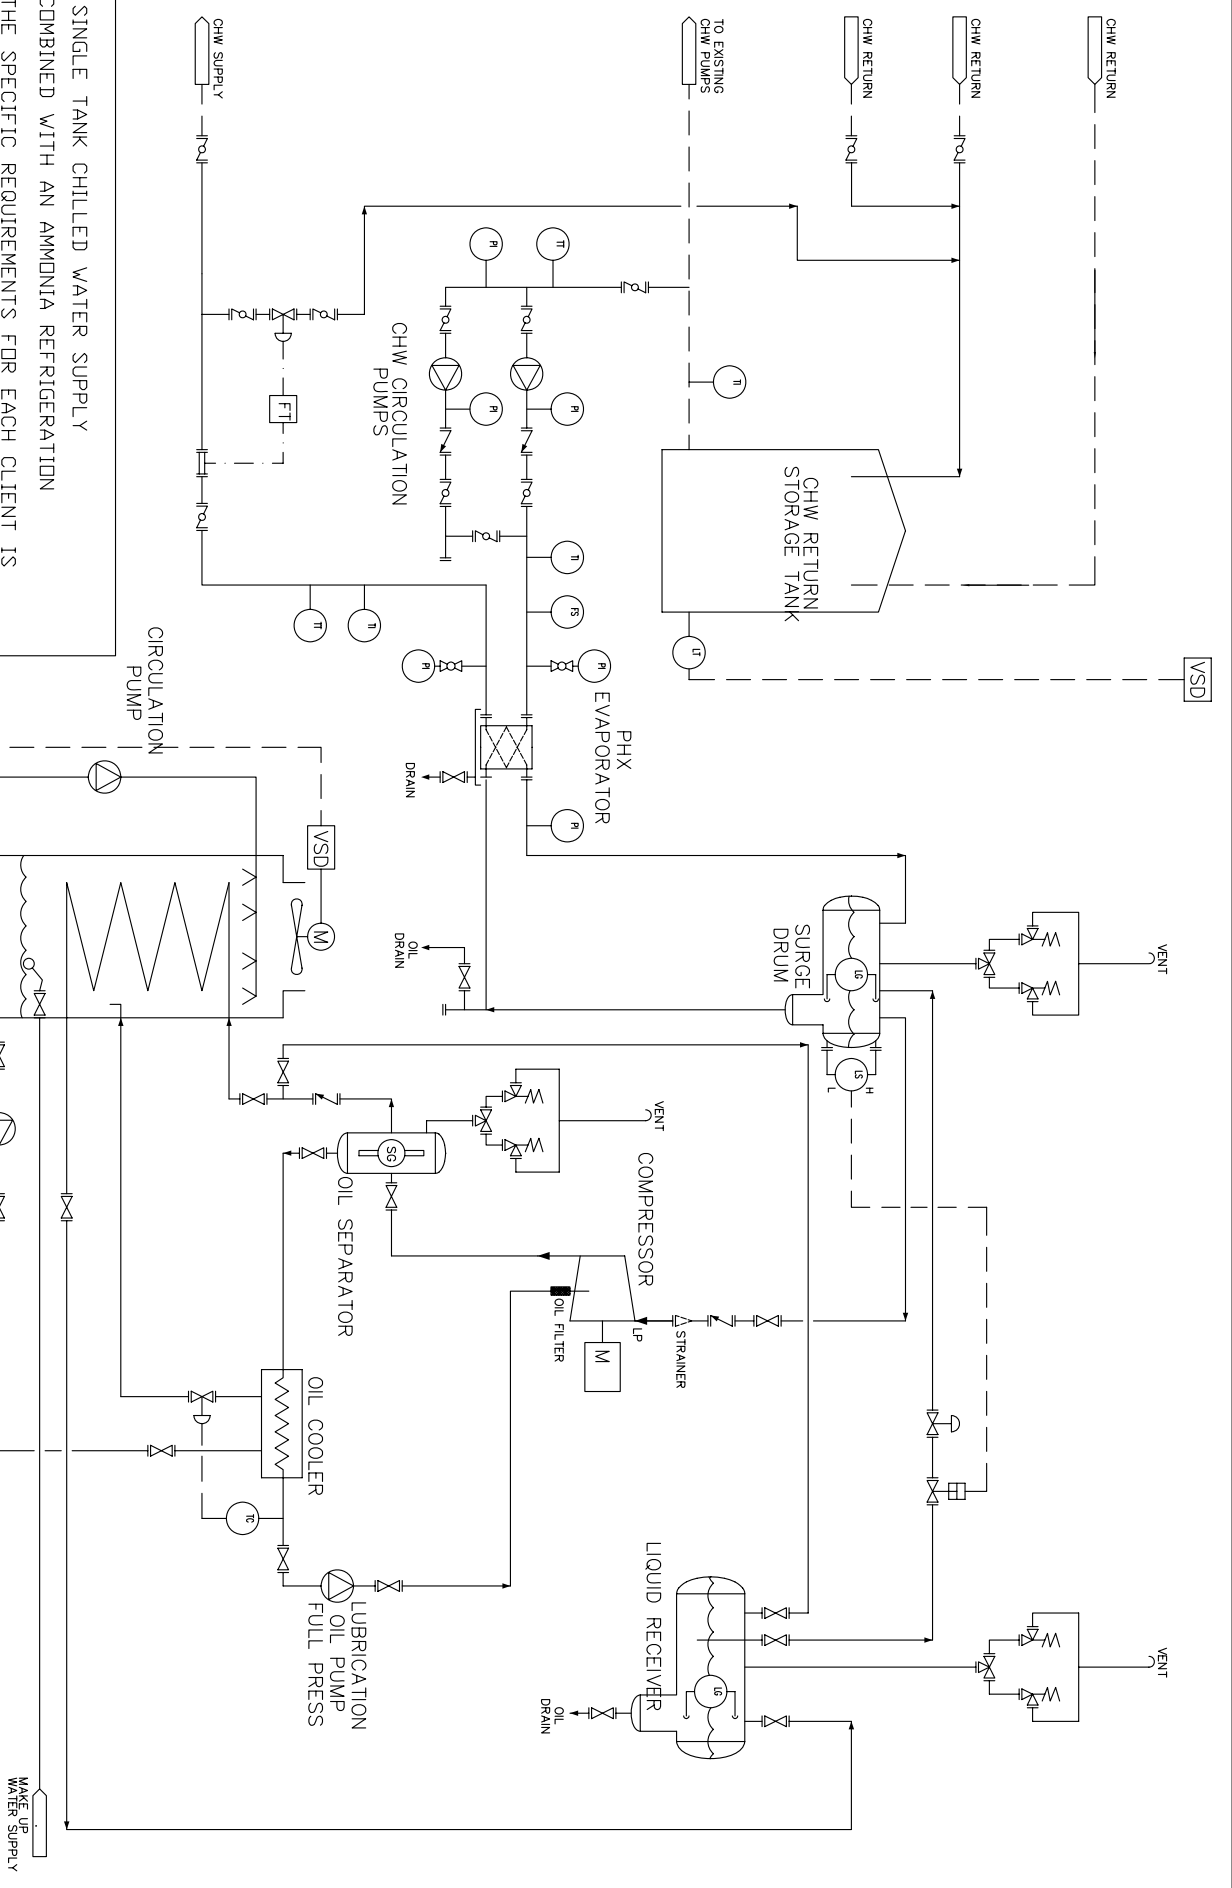 VSD
VENT
VENT
CHW RETURN
CHW RETURN
CHW RETURN
LG
H
LS
L
SURGE
DRUM
CHW RETURN
STORAGE TANK
TI
LT
TO EXISTING
CHW PUMPS
LG
LIQUID RECEIVER
STRAINER
LP
VENT
COMPRESSOR
M
OIL FILTER
PHX
EVAPORATOR
PI
TI
FS
PI
PI
OIL
DRAIN
TT
PI
PI
PI
CHW CIRCULATION
PUMPS
PI
DRAIN
OIL
DRAIN
SG
OIL SEPARATOR
TI
TT
LUBRICATION
OIL PUMP
FULL PRESS
OIL COOLER
VSD
M
FT
TC
CHW SUPPLY
CIRCULATION
PUMP
SINGLE TANK CHILLED WATER SUPPLY
COMBINED WITH AN AMMONIA REFRIGERATION
THE SPECIFIC REQUIREMENTS FOR EACH CLIENT IS
MAKE UP
WATER SUPPLY